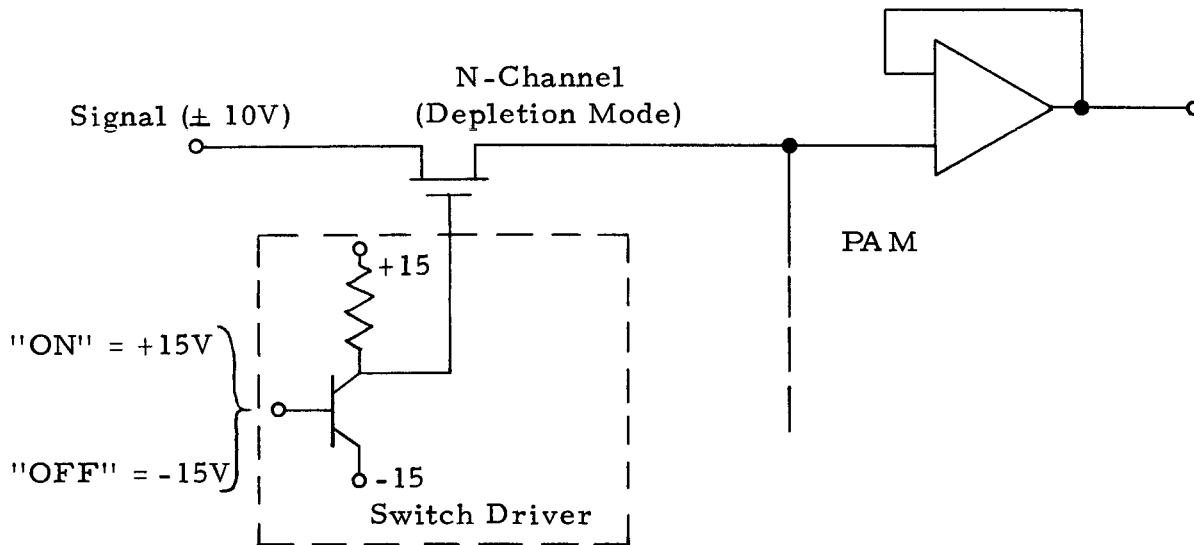 N-Channel
(Depletion Mode)
Signal (± 10V)
PAM
+15
"ON" = +15V
"OFF" = -15V
-15
Switch Driver